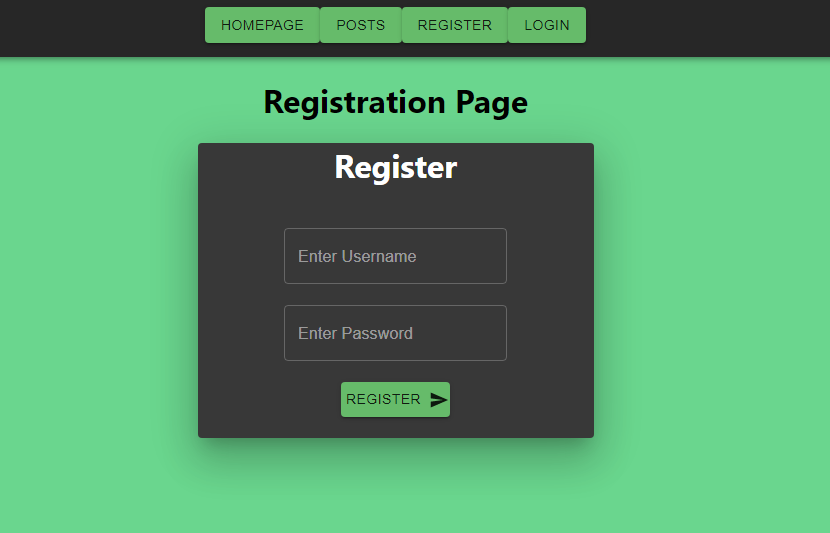 HOMEPAGE POSTS REGISTER LOGIN
Registration Page
Register
Enter Username
Enter Password
REGISTER